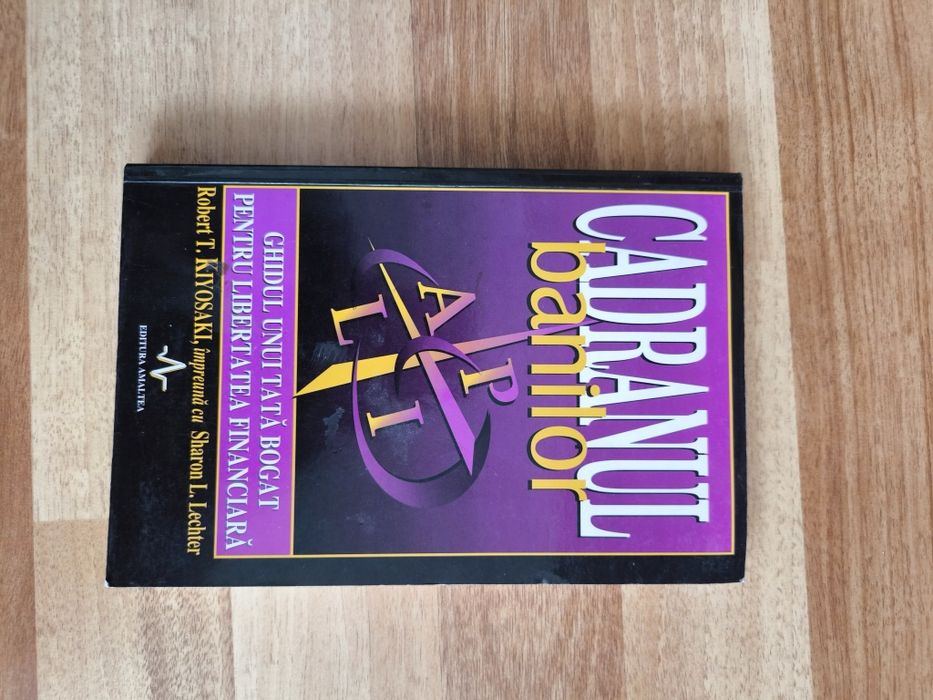 CADRANUL
banilor
A P
L I
GHIDUL UNUI TATĂ BOGAT
PENTRU LIBERTATEA FINANCIARĂ
Robert T. KIYOSAKI, împreună cu Sharon L. Lechter
EDITURA AMALTEA